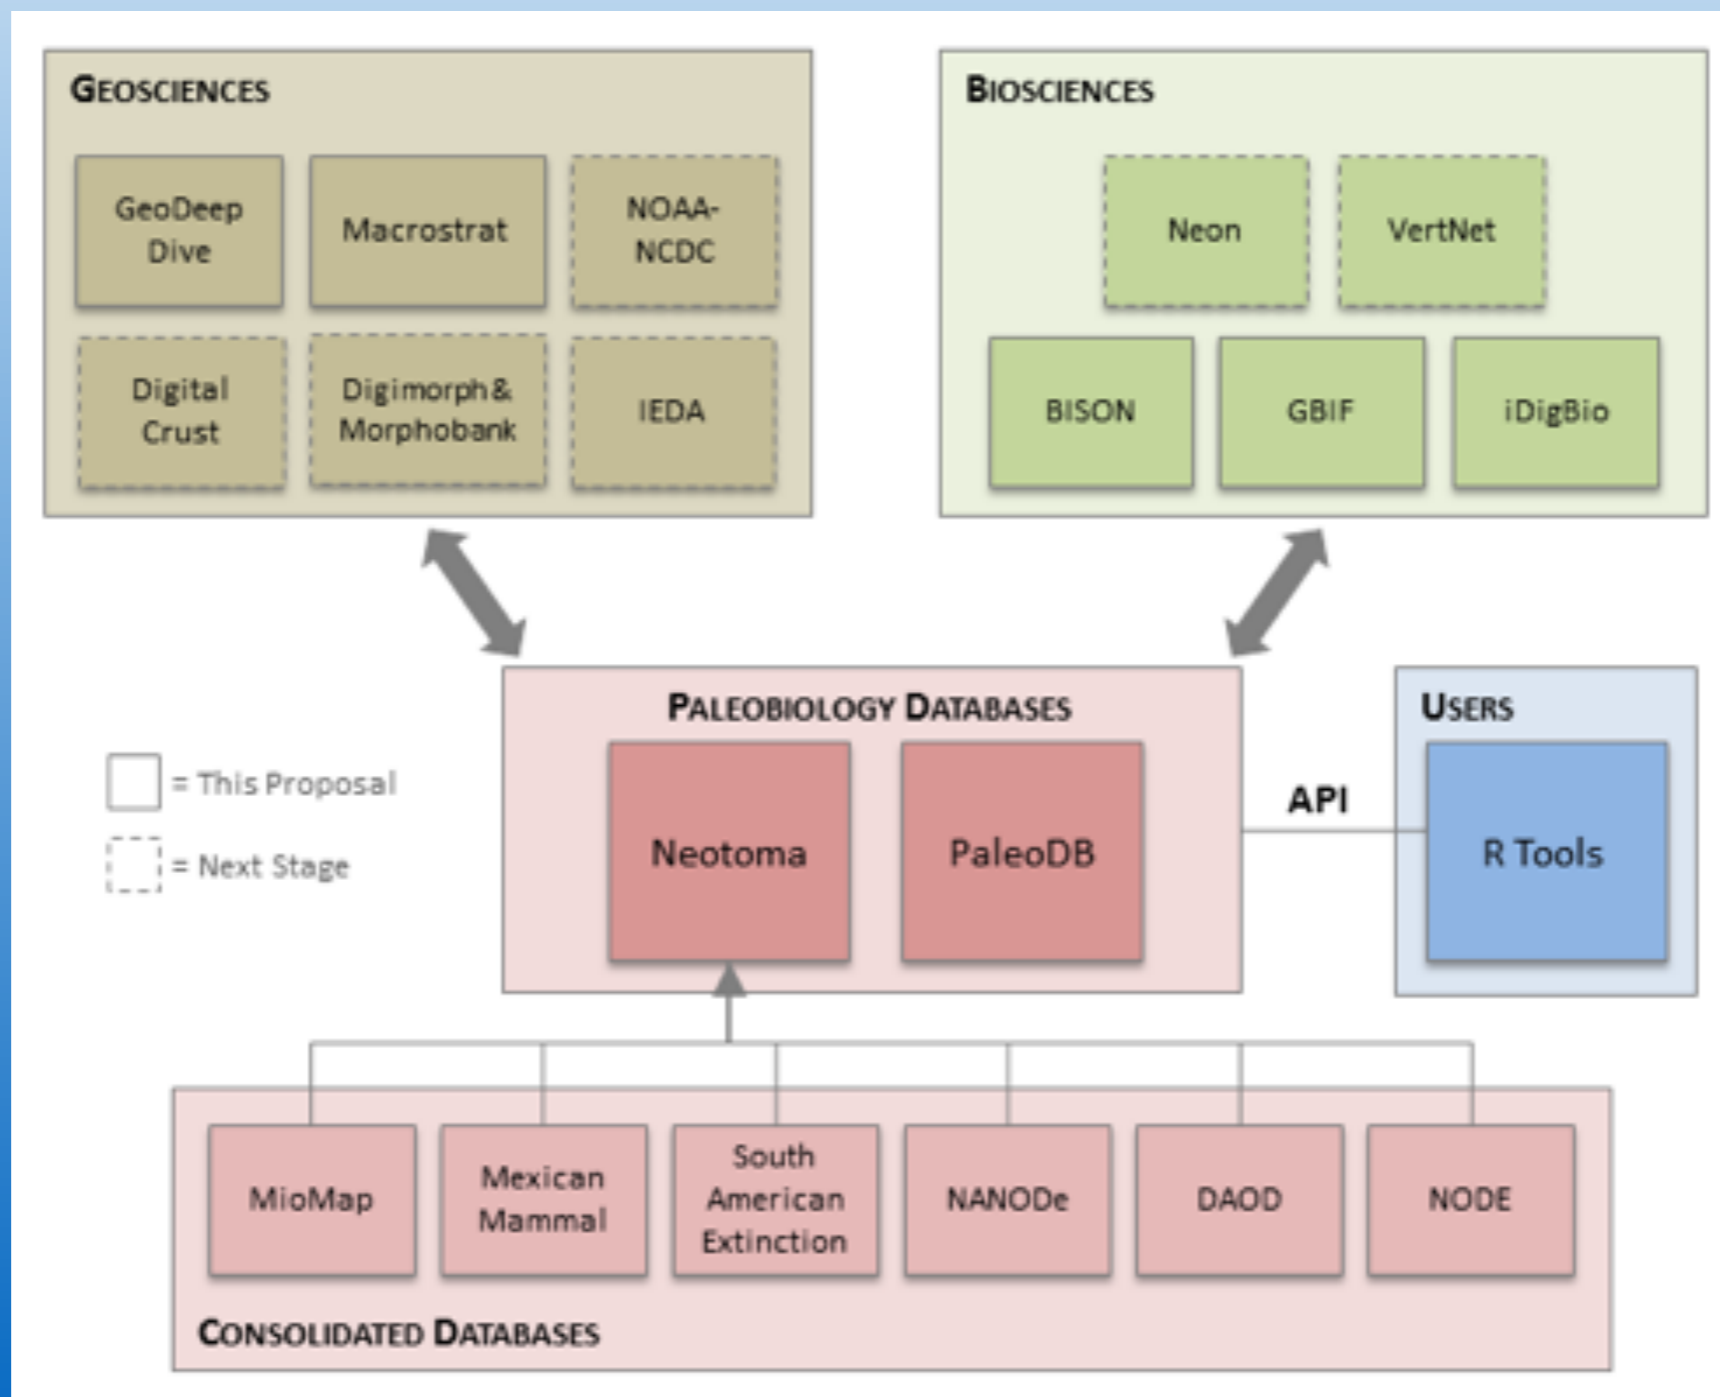 GEOSCIENCES
GeoDeep
Dive
Macrostrat
NOAA-
NCDC
Digital
Crust
Digimorph &
Morphobank
IEDA
BIOSCIENCES
Neon
VertNet
BISON
GBIF
iDigBio
PALEOBIOLOGY DATABASES
Neotoma
PaleoDB
API
USERS
R Tools
= This Proposal
= Next Stage
MioMap
Mexican
Mammal
South
American
Extinction
NANODe
DAOD
NODE
CONSOLIDATED DATABASES